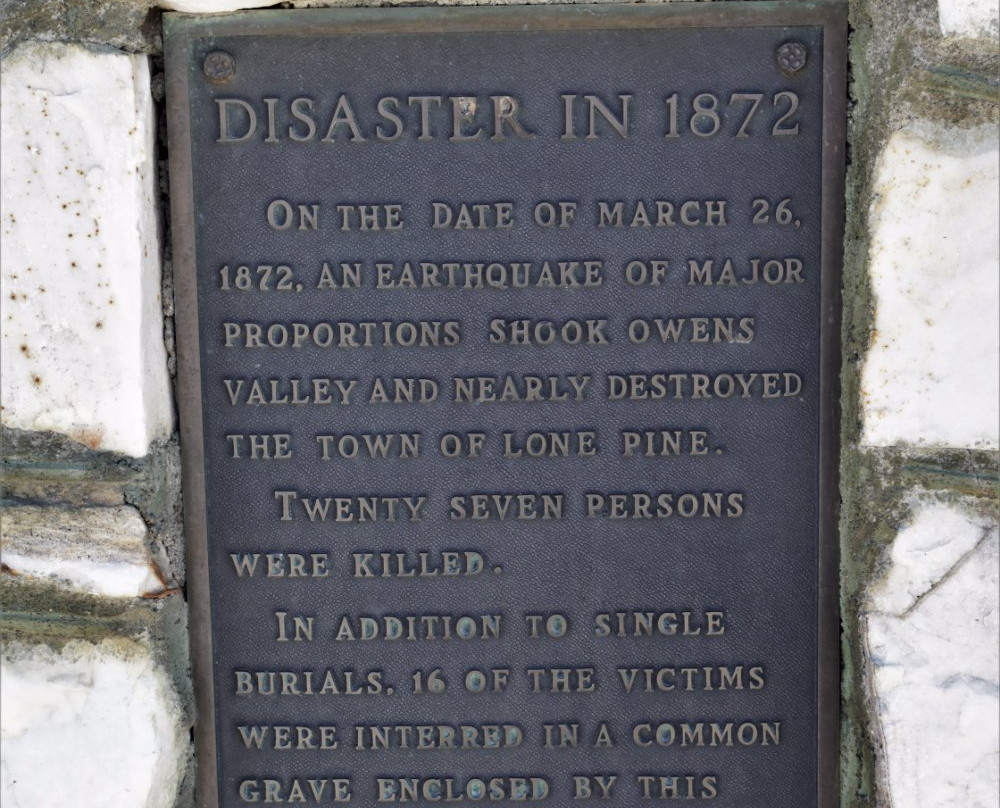 DISASTER IN 1872
ON THE DATE OF MARCH 26,
1872, AN EARTHQUAKE OF MAJOR
PROPORTIONS SHOOK OWENS
VALLEY AND NEARLY DESTROYED
THE TOWN OF LONE PINE.
TWENTY SEVEN PERSONS
WERE KILLED.
IN ADDITION TO SINGLE
BURIALS, 16 OF THE VICTIMS
WERE INTERRED IN A COMMON
GRAVE ENCLOSED BY THIS